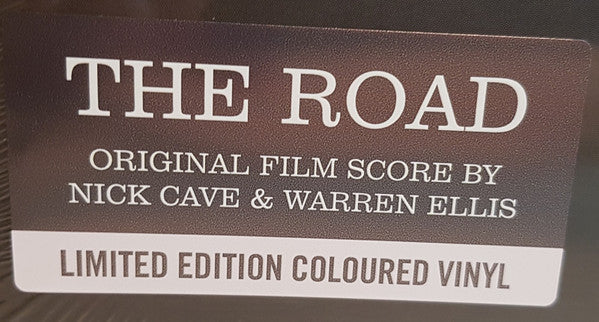 THE ROAD
ORIGINAL FILM SCORE BY
NICK CAVE & WARREN ELLIS
LIMITED EDITION COLOURED VINYL